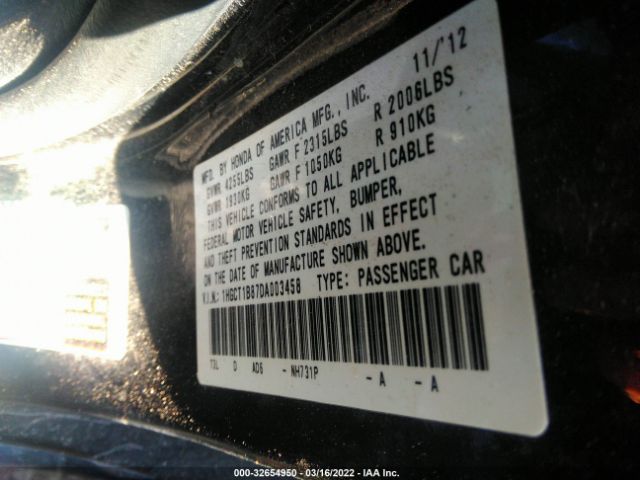 MFD. BY HONDA OF AMERICA MFG., INC. 11/'12
GVWR 4255LBS GAWR F 2315LBS R 2006LBS
GVWR 1930KG GAWR F 1050KG R 910KG
THIS VEHICLE CONFORMS TO ALL APPLICABLE
FEDERAL MOTOR VEHICLE SAFETY, BUMPER,
AND THEFT PREVENTION STANDARDS IN EFFECT
ON THE DATE OF MANUFACTURE SHOWN ABOVE.
V.I.N.: 1HGCT1B87DA003458 TYPE: PASSENGER CAR
T3L D AD6 - NH731P - A - A
000-32654950 - 03/16/2022 - IAA Inc.